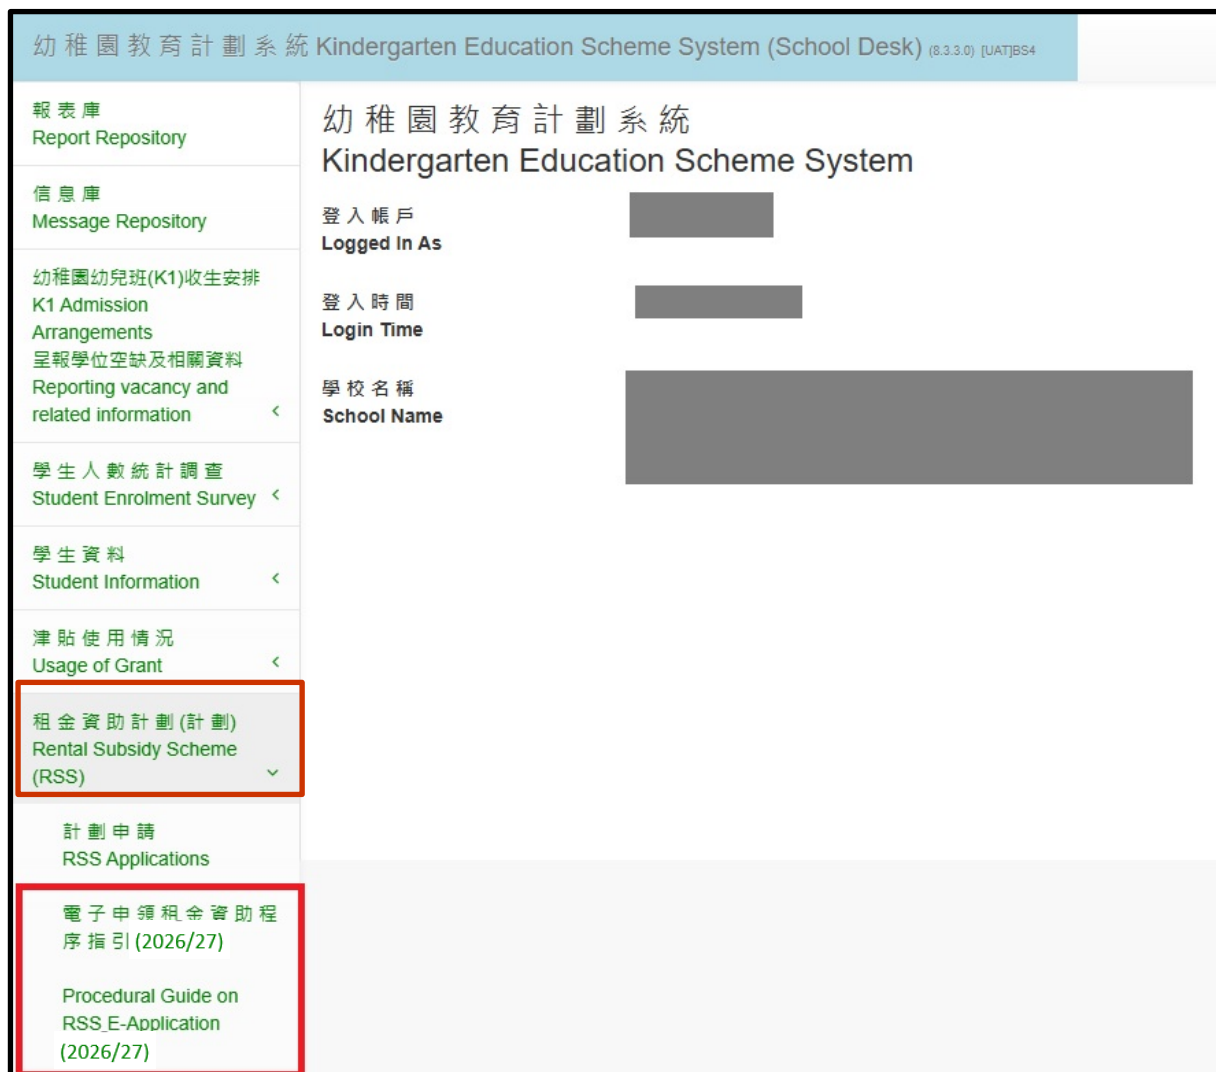 幼稚園教育計劃系統 Kindergarten Education Scheme System (School Desk) (8.3.3.0) [UAT]BS4
報表庫
Report Repository
信息庫
Message Repository
幼稚園幼兒班(K1)收生安排
K1 Admission
Arrangements
呈報學位空缺及相關資料
Reporting vacancy and
related information
學生人數統計調查
Student Enrolment Survey
學生資料
Student Information
津貼使用情況
Usage of Grant
租金資助計劃(計劃)
Rental Subsidy Scheme
(RSS)
計劃申請
RSS Applications
電子申領租金資助程
序指引(2026/27)
Procedural Guide on
RSS E-Application
(2026/27)
幼稚園教育計劃系統
Kindergarten Education Scheme System
登入帳戶
Logged In As
登入時間
Login Time
學校名稱
School Name